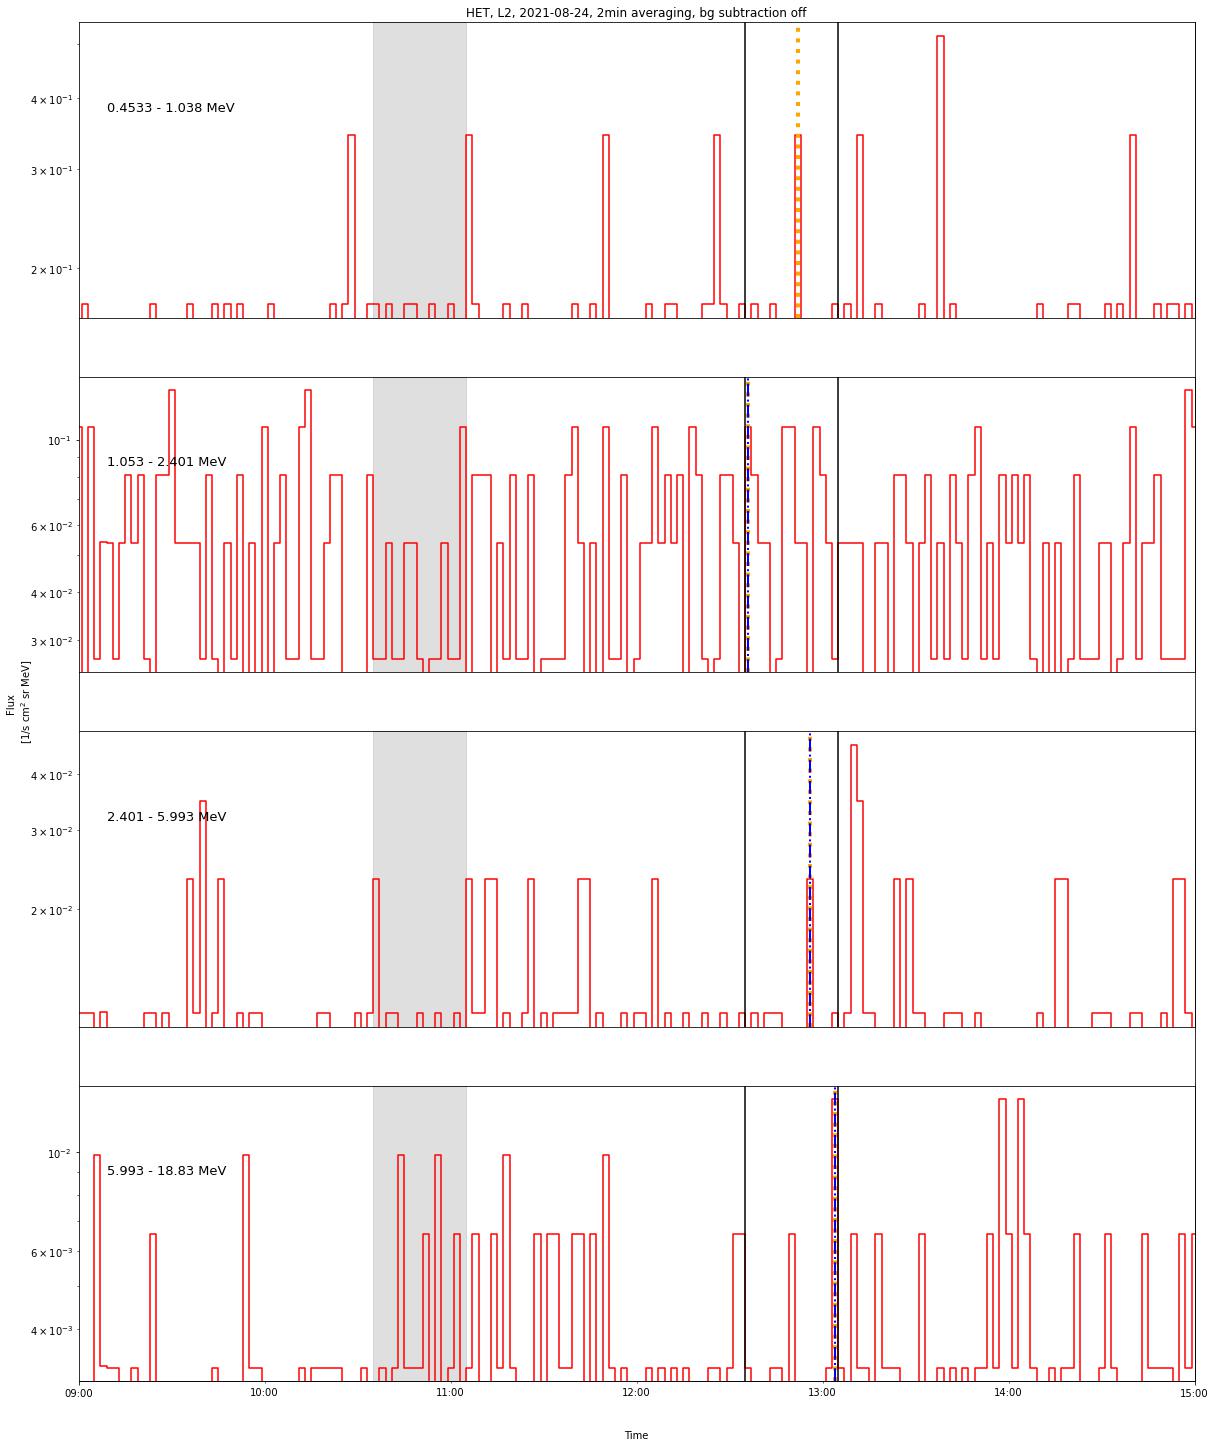 HET, L2, 2021-08-24, 2min averaging, bg subtraction off
4 × 10⁻¹
0.4533 - 1.038 MeV
3 × 10⁻¹
2 × 10⁻¹
10⁻¹
1.053 - 2.401 MeV
6 × 10⁻²
4 × 10⁻²
3 × 10⁻²
Flux
[1/s cm² sr MeV]
4 × 10⁻²
2.401 - 5.993 MeV
3 × 10⁻²
2 × 10⁻²
10⁻²
5.993 - 18.83 MeV
6 × 10⁻³
4 × 10⁻³
09:00 10:00 11:00 12:00 13:00 14:00 15:00
Time